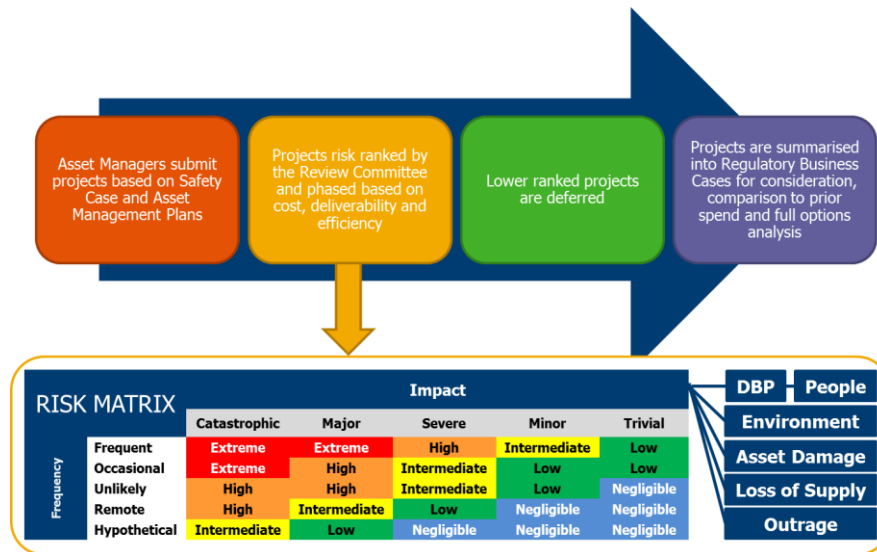 Asset Managers submit
projects based on Safety
Case and Asset
Management Plans
Projects risk ranked by
the Review Committee
and phased based on
cost, deliverability and
efficiency
Lower ranked projects
are deferred
Projects are summarised
into Regulatory Business
Cases for consideration,
comparison to prior
spend and full options
analysis
RISK MATRIX
Impact
Catastrophic Major Severe Minor Trivial
Frequency
Frequent Extreme Extreme High Intermediate Low
Occasional Extreme High Intermediate Low Low
Unlikely High High Intermediate Low Negligible
Remote High Intermediate Low Negligible Negligible
Hypothetical Intermediate Low Negligible Negligible Negligible
DBP People
Environment
Asset Damage
Loss of Supply
Outrage